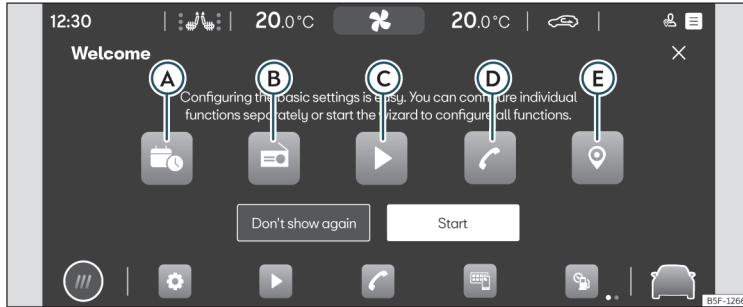 12:30
20.0°C
20.0°C
Welcome
A
B
C
D
E
Configuring the basic settings is easy. You can configure individual
functions separately or start the wizard to configure all functions.
Don't show again
Start
B5F-1266